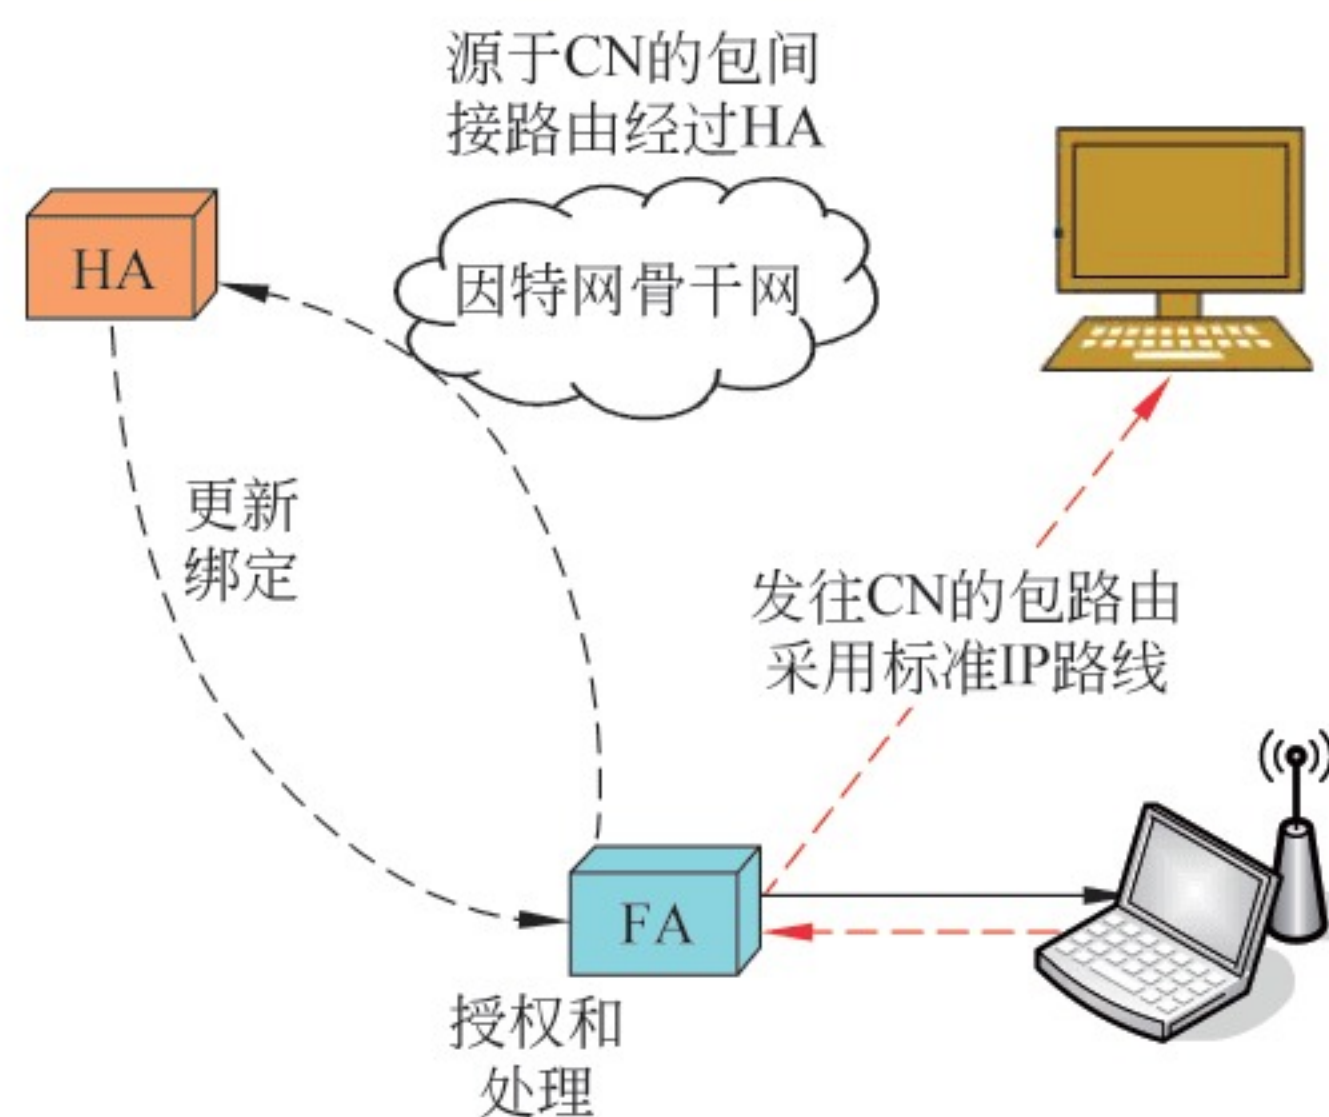 源于CN的包间
接路由经过HA
HA
因特网骨干网
更新
绑定
发往CN的包路由
采用标准IP路线
FA
授权和
处理